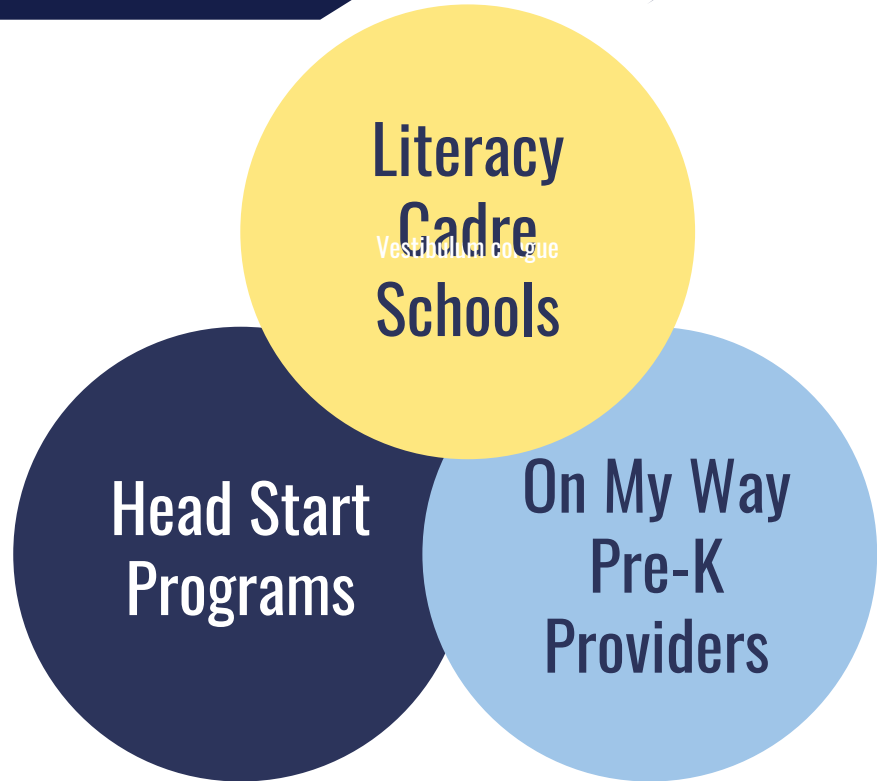 Literacy
Cadre
Vestibulum congue
Schools
Head Start
Programs
On My Way
Pre-K
Providers